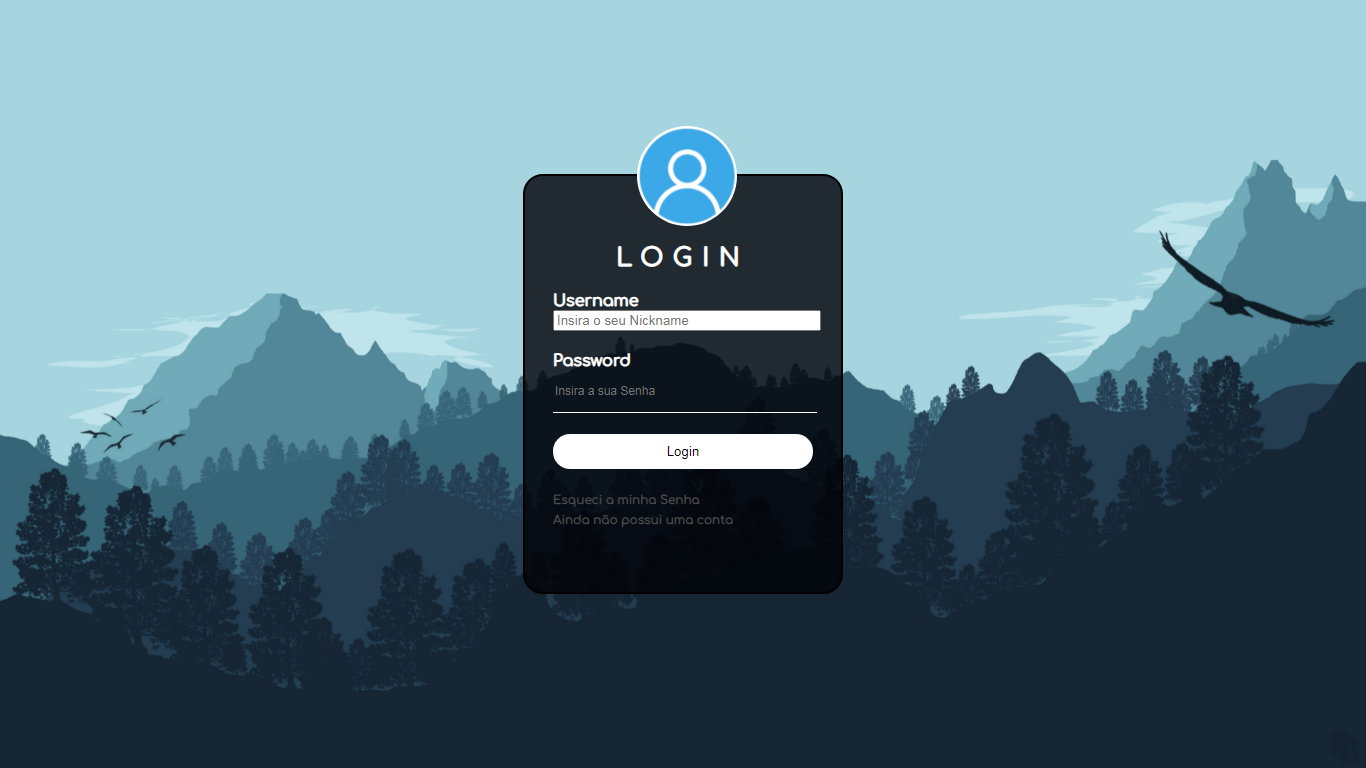 LOGIN
Username
Insira o seu Nickname
Password
Insira a sua Senha
Login
Esqueci a minha Senha
Ainda não possui uma conta